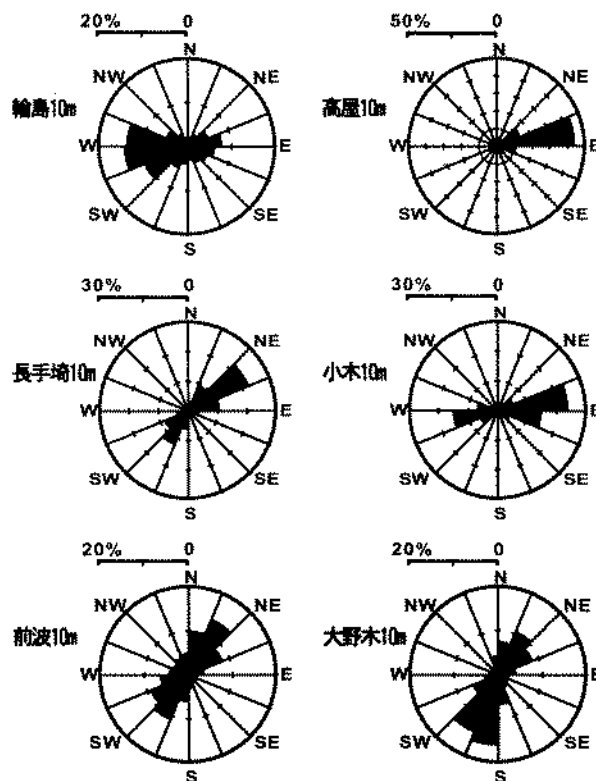 20% 0
N
NW NE
輪島10m
W E
SW SE
S
50% 0
N
NW NE
高屋10m
W E
SW SE
S
30% 0
N
NW NE
長手埼10m
W E
SW SE
S
30% 0
N
NW NE
小木10m
W E
SW SE
S
20% 0
N
NW NE
前波10m
W E
SW SE
S
20% 0
N
NW NE
大野木10m
W E
SW SE
S